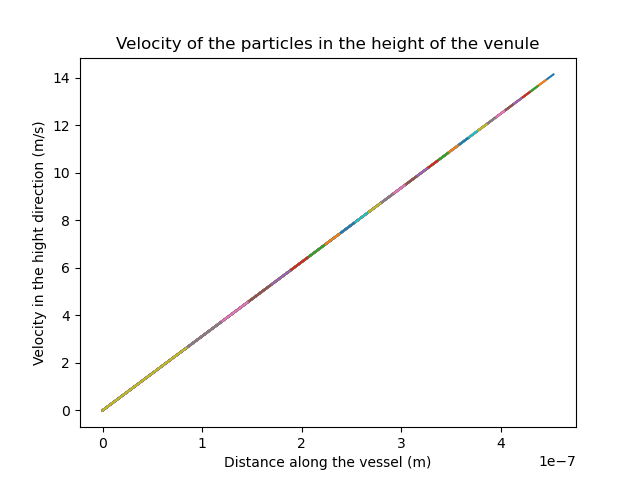 Velocity of the particles in the height of the venule
14
12
10
8
6
4
2
0
Velocity in the hight direction (m/s)
0 1 2 3 4
1e−7
Distance along the vessel (m)